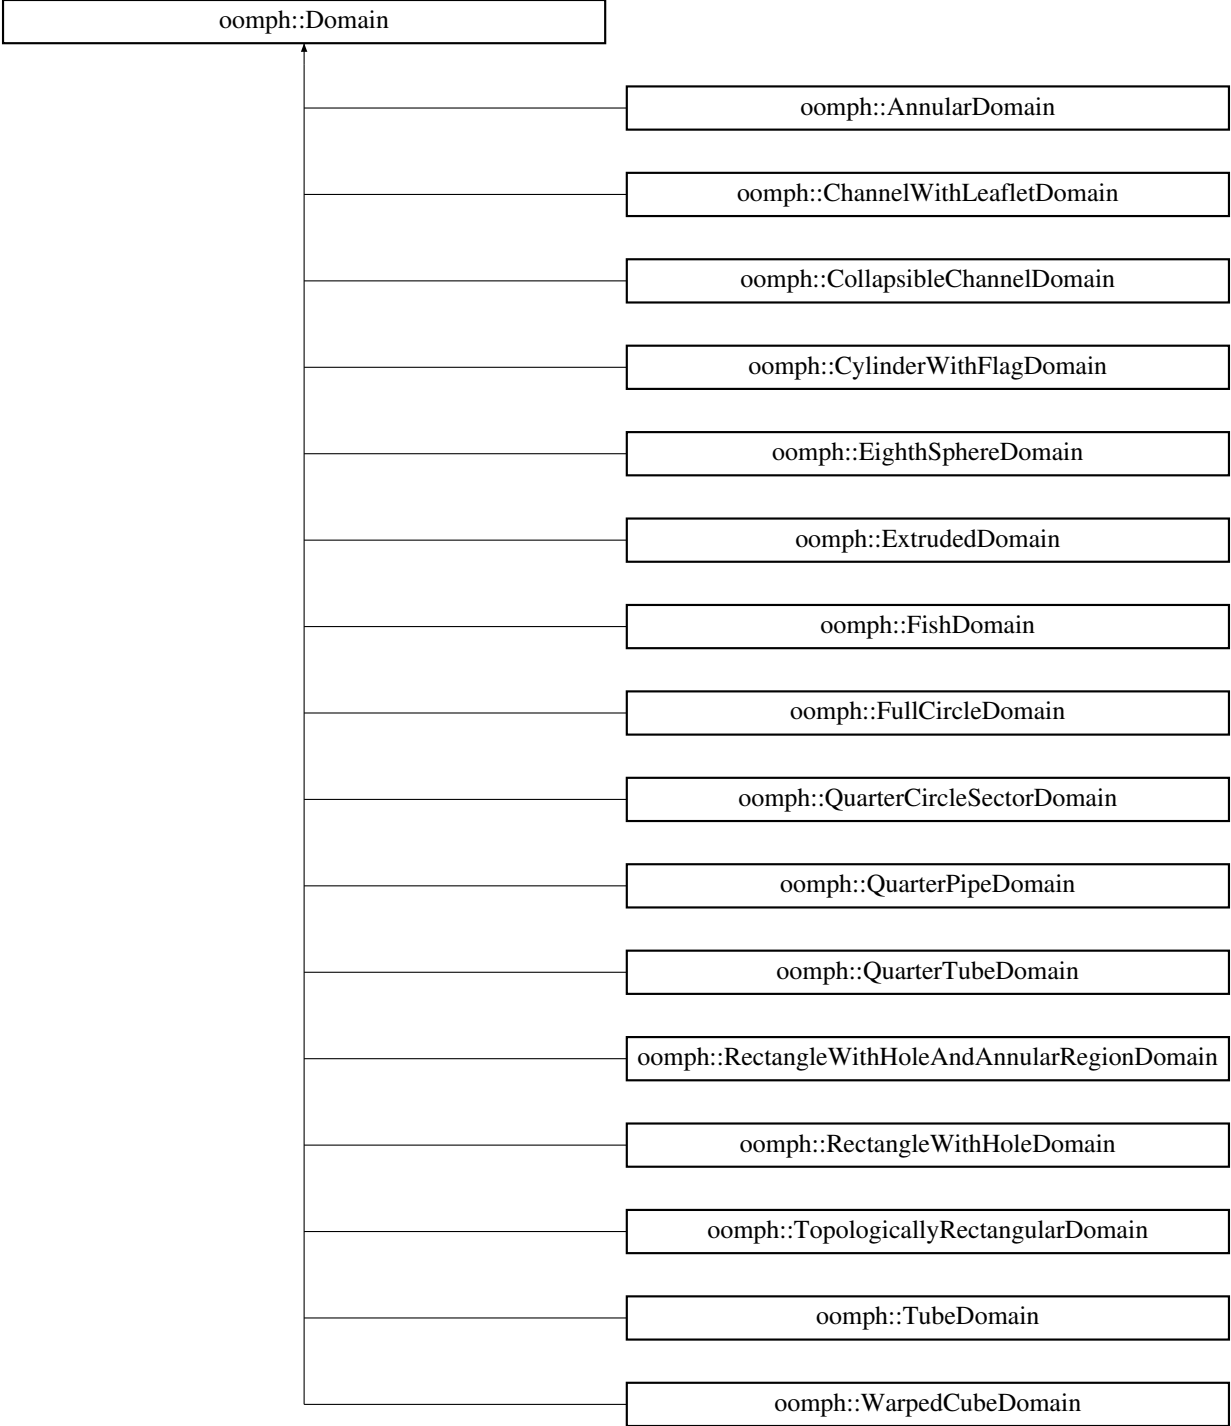 oomph::Domain
oomph::AnnularDomain
oomph::ChannelWithLeafletDomain
oomph::CollapsibleChannelDomain
oomph::CylinderWithFlagDomain
oomph::EighthSphereDomain
oomph::ExtrudedDomain
oomph::FishDomain
oomph::FullCircleDomain
oomph::QuarterCircleSectorDomain
oomph::QuarterPipeDomain
oomph::QuarterTubeDomain
oomph::RectangleWithHoleAndAnnularRegionDomain
oomph::RectangleWithHoleDomain
oomph::TopologicallyRectangularDomain
oomph::TubeDomain
oomph::WarpedCubeDomain